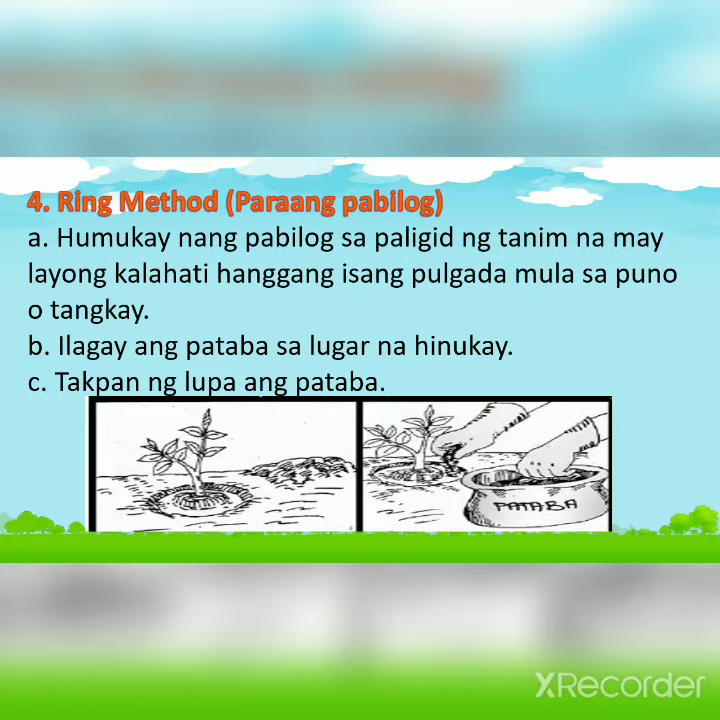 4. Ring Method (Paraang pabilog)
a. Humukay nang pabilog sa paligid ng tanim na may
layong kalahati hanggang isang pulgada mula sa puno
o tangkay.
b. Ilagay ang pataba sa lugar na hinukay.
c. Takpan ng lupa ang pataba.
PATABA
XRecorder